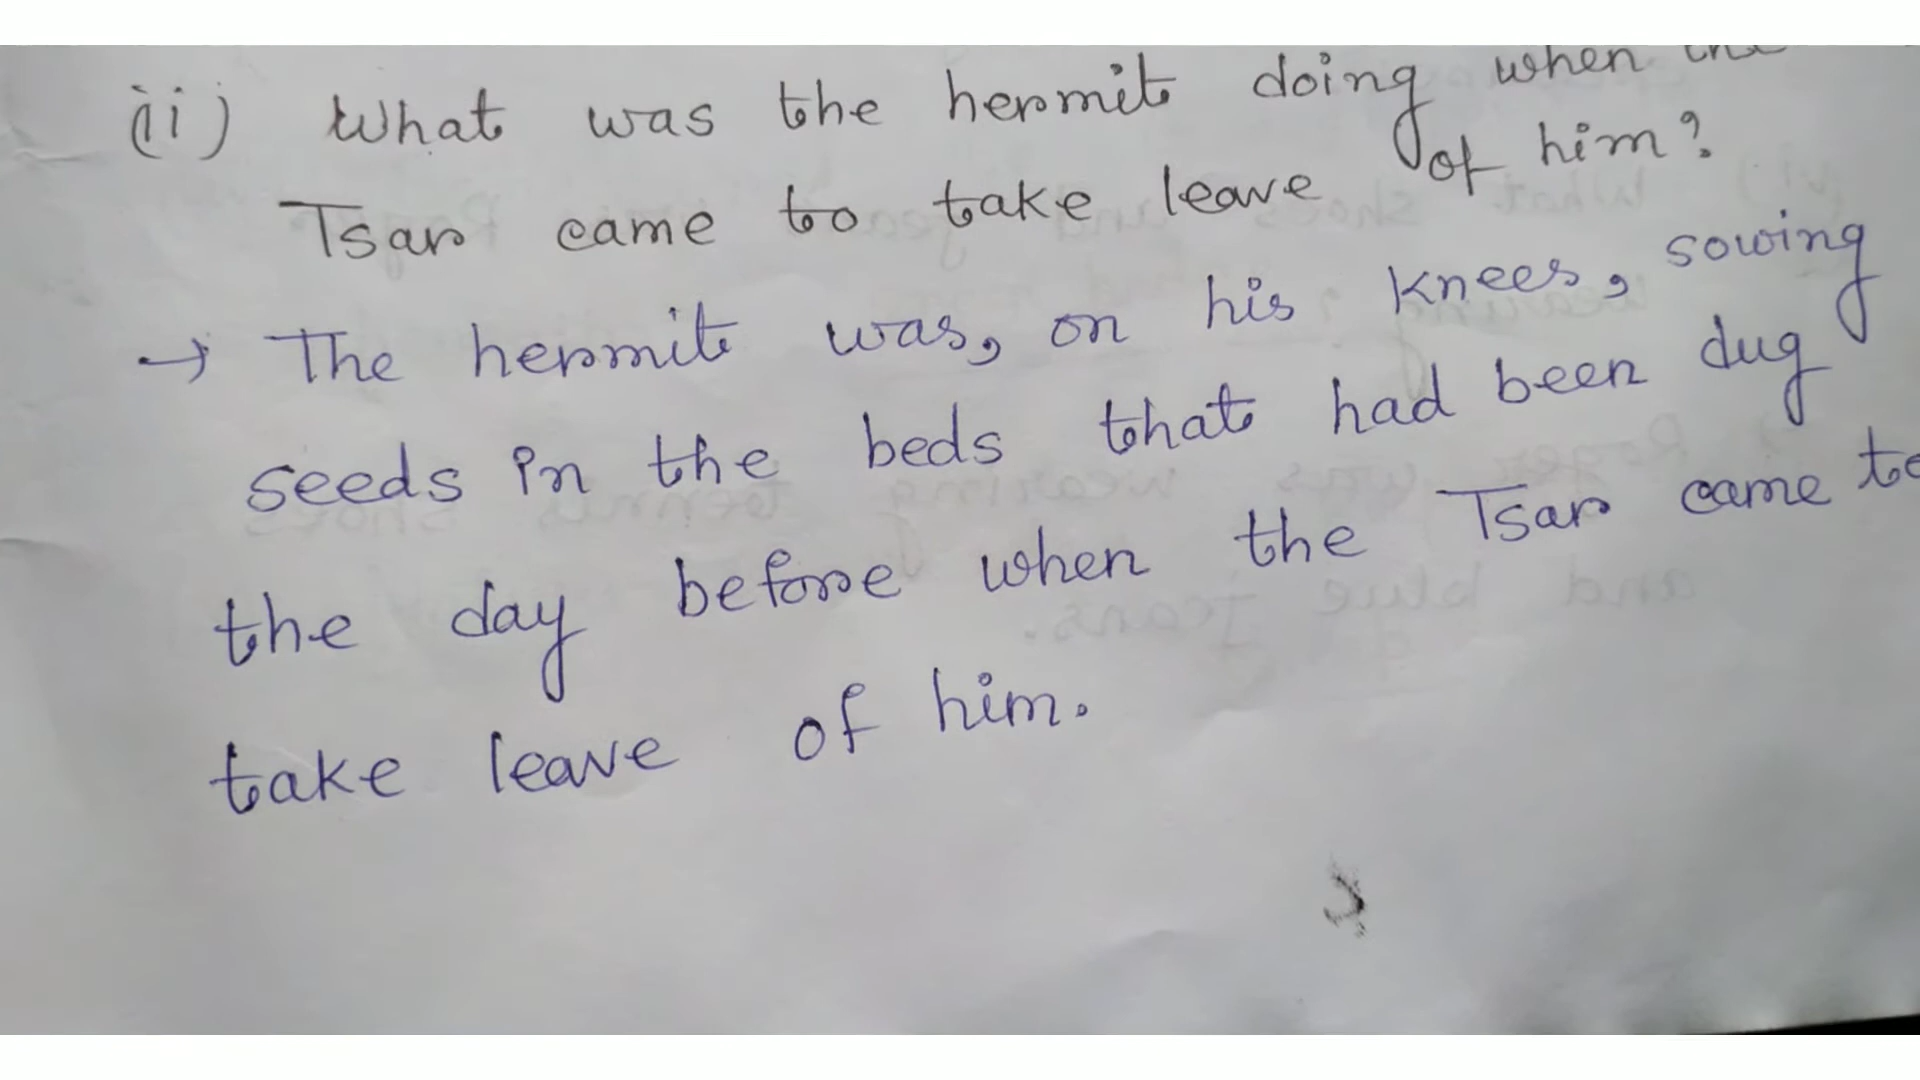 (ii) What was the hermit doing when the
Tsar came to take leave of him?
→ The hermit was, on his knees, sowing
seeds in the beds that had been dug
the day before when the Tsar came to
take leave of him.